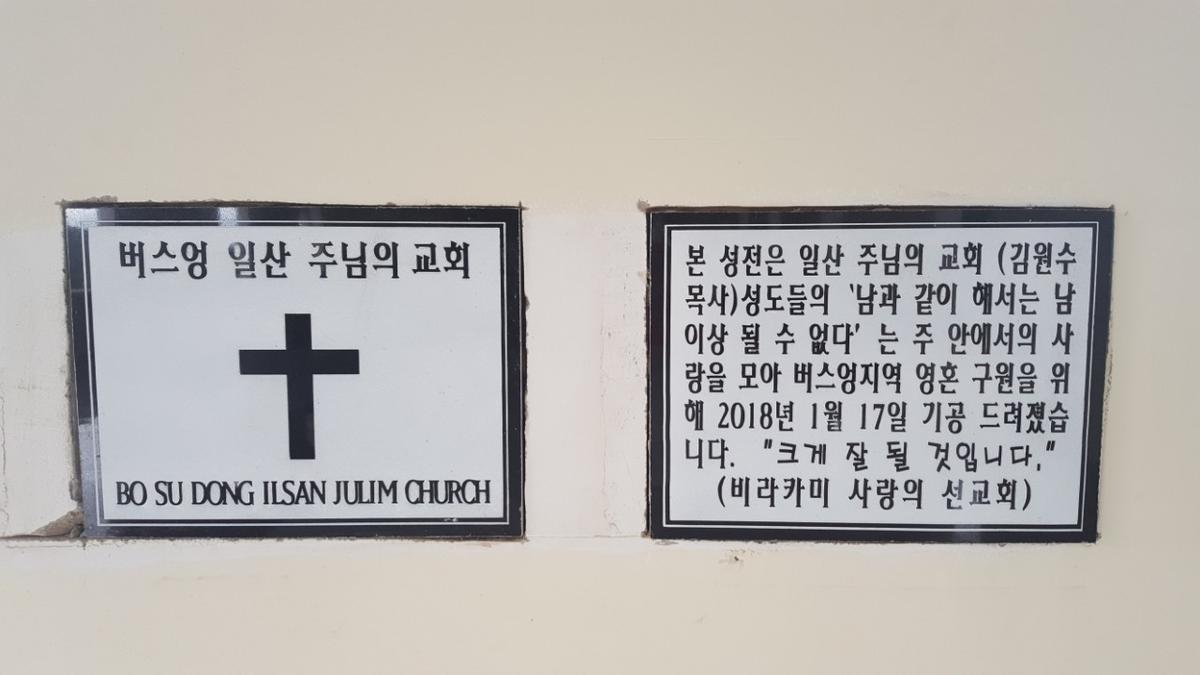 버스엉 일산 주님의 교회
BO SU DONG ILSAN JULIM CHURCH
본 성전은 일산 주님의 교회 (김원수
목사)성도들의 '남과 같이 해서는 남
이상 될 수 없다' 는 주 안에서의 사
랑을 모아 버스엉지역 영혼 구원을 위
해 2018년 1월 17일 기공 드려졌습
니다. "크게 잘 될 것입니다."
(비라카미 사랑의 선교회)